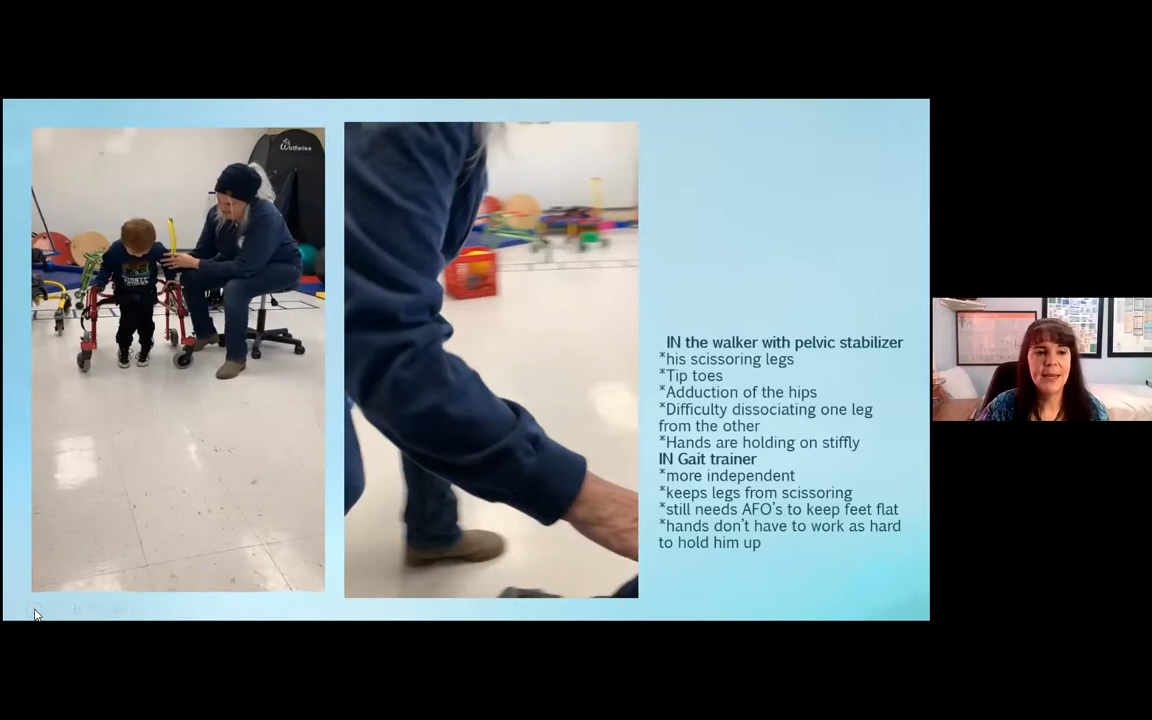 Wolfwise
IN the walker with pelvic stabilizer
*his scissoring legs
*Tip toes
*Adduction of the hips
*Difficulty dissociating one leg
from the other
*Hands are holding on stiffly
IN Gait trainer
*more independent
*keeps legs from scissoring
*still needs AFO's to keep feet flat
*hands don't have to work as hard
to hold him up